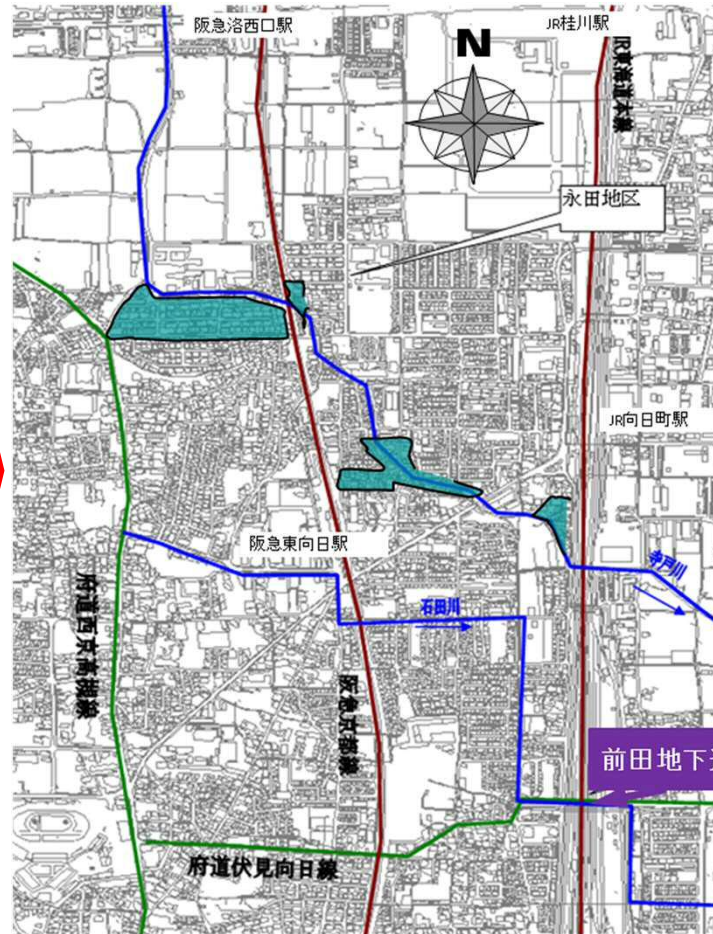 阪急洛西口駅
JR桂川駅
N
JR東海道本線
永田地区
JR向日町駅
阪急東向日駅
寺戸川
石田川
府道西京高槻線
阪急京都線
前田地下
府道伏見向日線